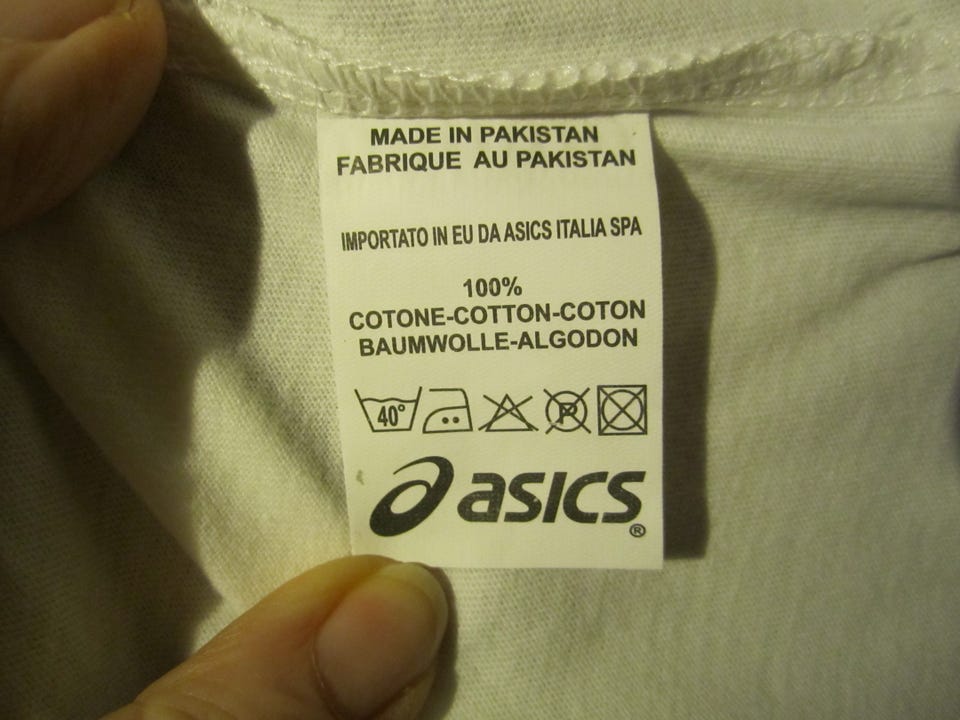 MADE IN PAKISTAN
FABRIQUE AU PAKISTAN
IMPORTATO IN EU DA ASICS ITALIA SPA
100%
COTONE-COTTON-COTON
BAUMWOLLE-ALGODON
40° P
asics®